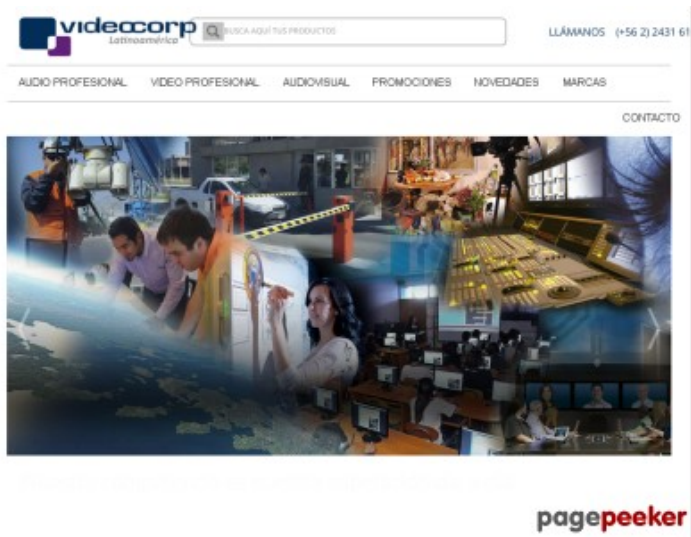 videocorp
Latinoamérica
BUSCA AQUÍ TUS PRODUCTOS
LLÁMANOS (+56 2) 2431 61
AUDIO PROFESIONAL VIDEO PROFESIONAL AUDIOVISUAL PROMOCIONES NOVEDADES MARCAS
CONTACTO
pagepeeker